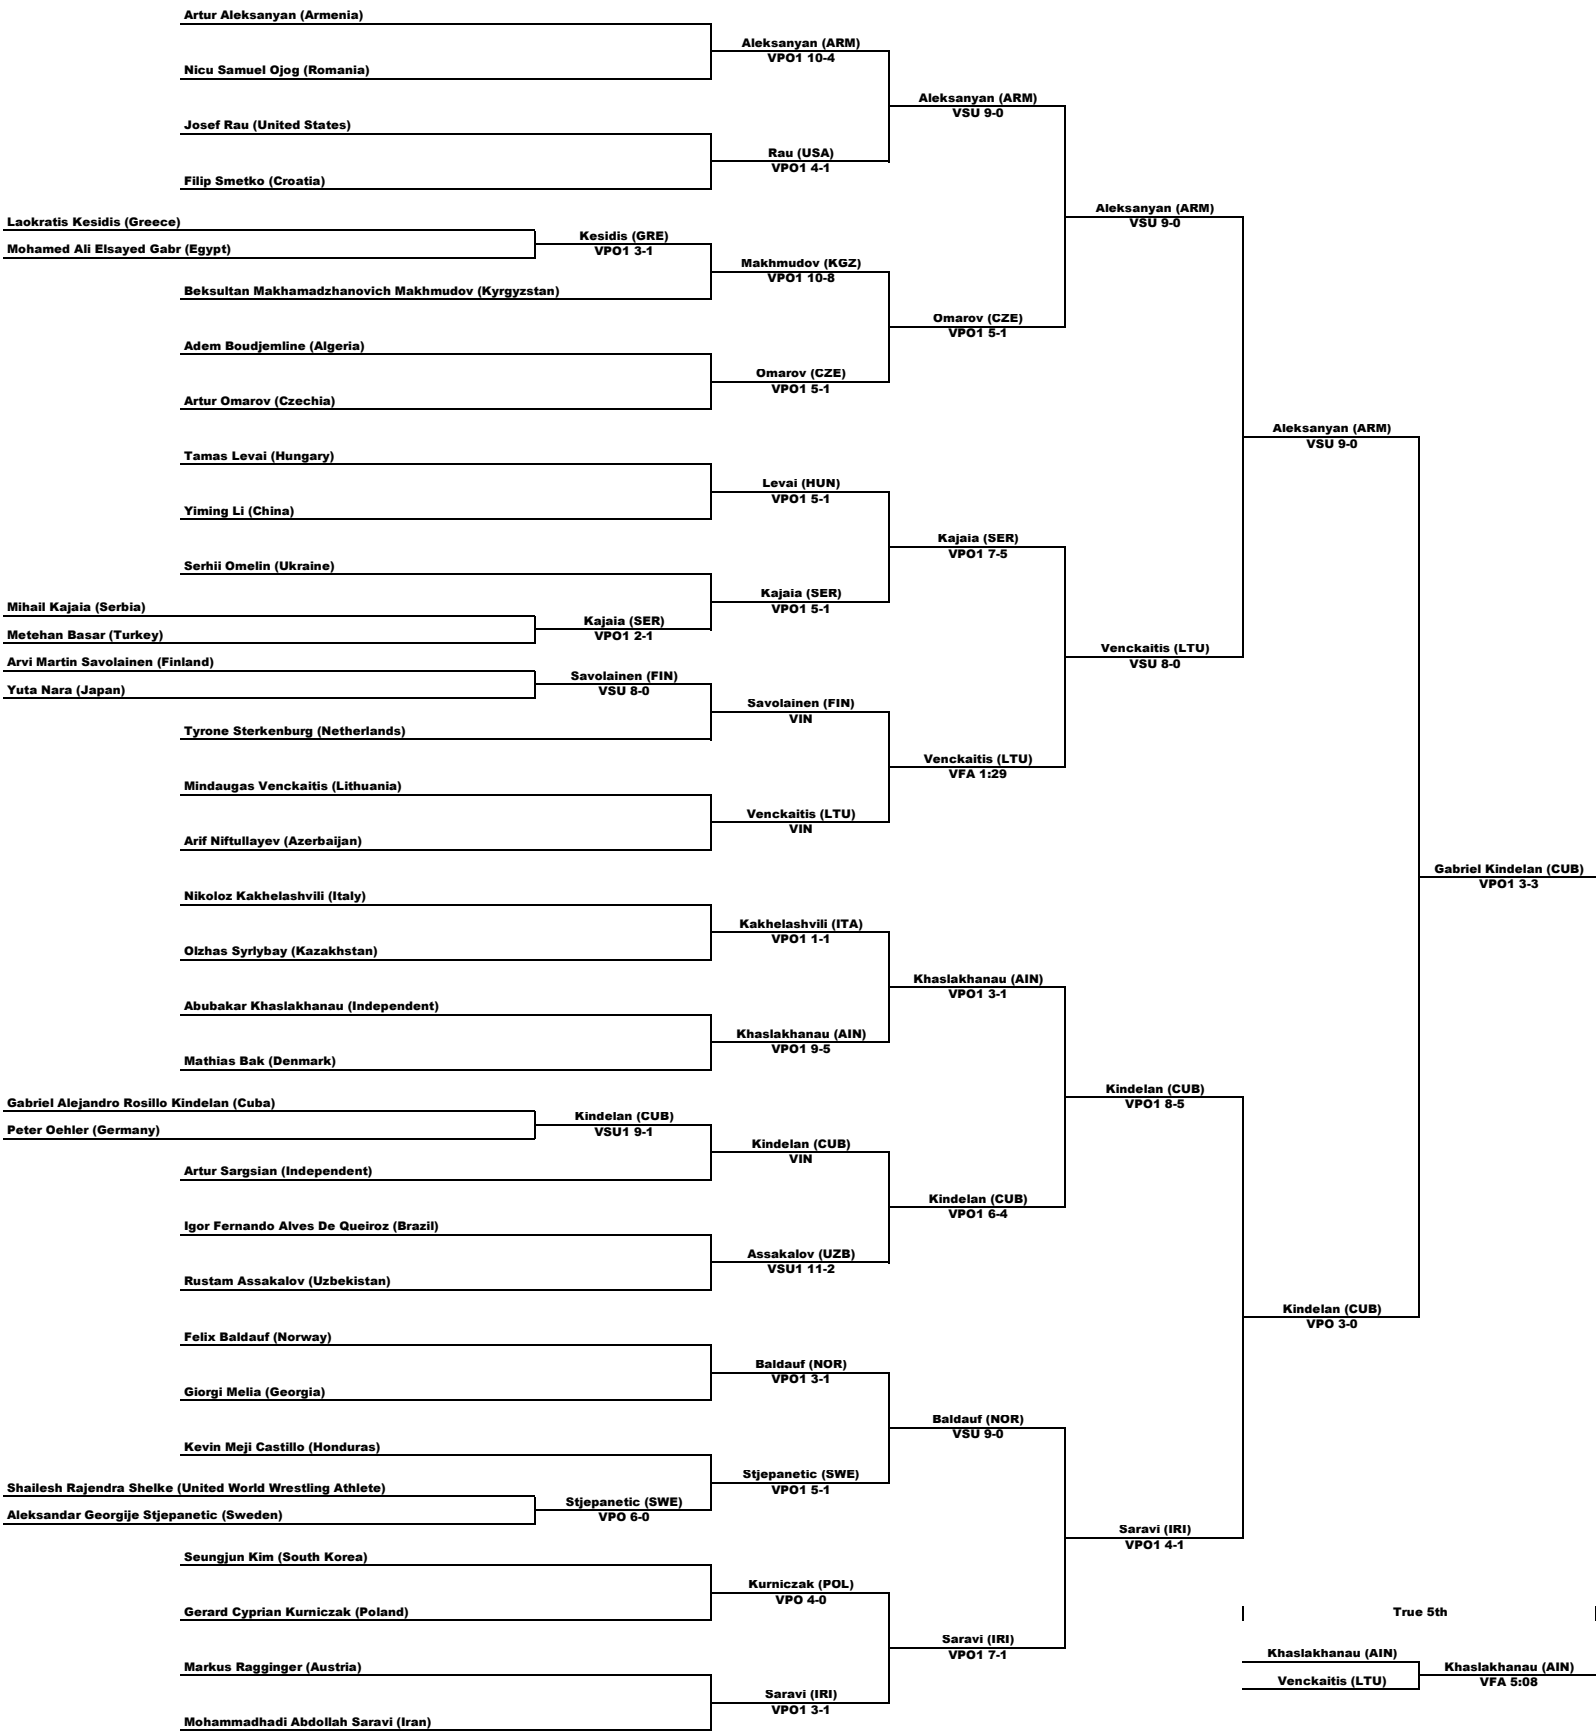 Artur Aleksanyan (Armenia)
Aleksanyan (ARM)
VPO1 10-4
Nicu Samuel Ojog (Romania)
Aleksanyan (ARM)
VSU 9-0
Josef Rau (United States)
Rau (USA)
VPO1 4-1
Filip Smetko (Croatia)
Aleksanyan (ARM)
VSU 9-0
Laokratis Kesidis (Greece)
Kesidis (GRE)
VPO1 3-1
Mohamed Ali Elsayed Gabr (Egypt)
Makhmudov (KGZ)
VPO1 10-8
Beksultan Makhamadzhanovich Makhmudov (Kyrgyzstan)
Omarov (CZE)
VPO1 5-1
Adem Boudjemline (Algeria)
Omarov (CZE)
VPO1 5-1
Artur Omarov (Czechia)
Aleksanyan (ARM)
VSU 9-0
Tamas Levai (Hungary)
Levai (HUN)
VPO1 5-1
Yiming Li (China)
Kajaia (SER)
VPO1 7-5
Serhii Omelin (Ukraine)
Kajaia (SER)
VPO1 5-1
Mihail Kajaia (Serbia)
Kajaia (SER)
VPO1 2-1
Metehan Basar (Turkey)
Venckaitis (LTU)
VSU 8-0
Arvi Martin Savolainen (Finland)
Savolainen (FIN)
VSU 8-0
Yuta Nara (Japan)
Savolainen (FIN)
VIN
Tyrone Sterkenburg (Netherlands)
Venckaitis (LTU)
VFA 1:29
Mindaugas Venckaitis (Lithuania)
Venckaitis (LTU)
VIN
Arif Niftullayev (Azerbaijan)
Gabriel Kindelan (CUB)
VPO1 3-3
Nikoloz Kakhelashvili (Italy)
Kakhelashvili (ITA)
VPO1 1-1
Olzhas Syrlybay (Kazakhstan)
Khaslakhanau (AIN)
VPO1 3-1
Abubakar Khaslakhanau (Independent)
Khaslakhanau (AIN)
VPO1 9-5
Mathias Bak (Denmark)
Kindelan (CUB)
VPO1 8-5
Gabriel Alejandro Rosillo Kindelan (Cuba)
Kindelan (CUB)
VSU1 9-1
Peter Oehler (Germany)
Kindelan (CUB)
VIN
Artur Sargsian (Independent)
Kindelan (CUB)
VPO1 6-4
Igor Fernando Alves De Queiroz (Brazil)
Assakalov (UZB)
VSU1 11-2
Rustam Assakalov (Uzbekistan)
Kindelan (CUB)
VPO 3-0
Felix Baldauf (Norway)
Baldauf (NOR)
VPO1 3-1
Giorgi Melia (Georgia)
Baldauf (NOR)
VSU 9-0
Kevin Meji Castillo (Honduras)
Stjepanetic (SWE)
VPO1 5-1
Shailesh Rajendra Shelke (United World Wrestling Athlete)
Stjepanetic (SWE)
VPO 6-0
Aleksandar Georgije Stjepanetic (Sweden)
Saravi (IRI)
VPO1 4-1
Seungjun Kim (South Korea)
Kurniczak (POL)
VPO 4-0
Gerard Cyprian Kurniczak (Poland)
Saravi (IRI)
VPO1 7-1
Markus Ragginger (Austria)
Saravi (IRI)
VPO1 3-1
Mohammadhadi Abdollah Saravi (Iran)
True 5th
Khaslakhanau (AIN)
Khaslakhanau (AIN)
VFA 5:08
Venckaitis (LTU)